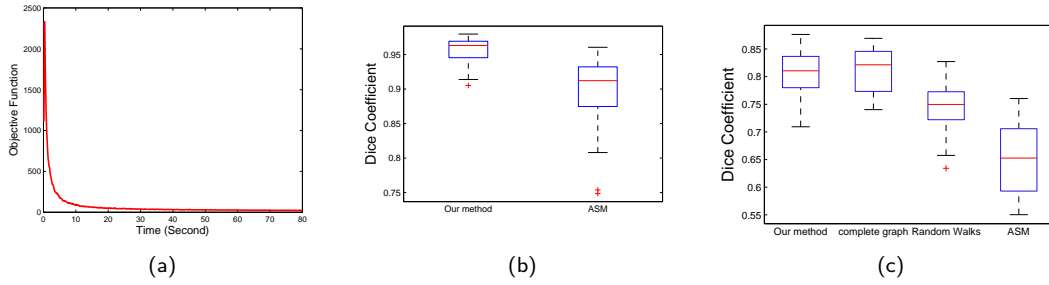 2500
2000
1500
1000
500
0
0 10 20 30 40 50 60 70 80
Objective Function
Time (Second)
(a)
0.95
0.9
0.85
0.8
0.75
Dice Coefficient
Our method ASM
(b)
0.85
0.8
0.75
0.7
0.65
0.6
0.55
Dice Coefficient
Our method complete graph Random Walks ASM
(c)